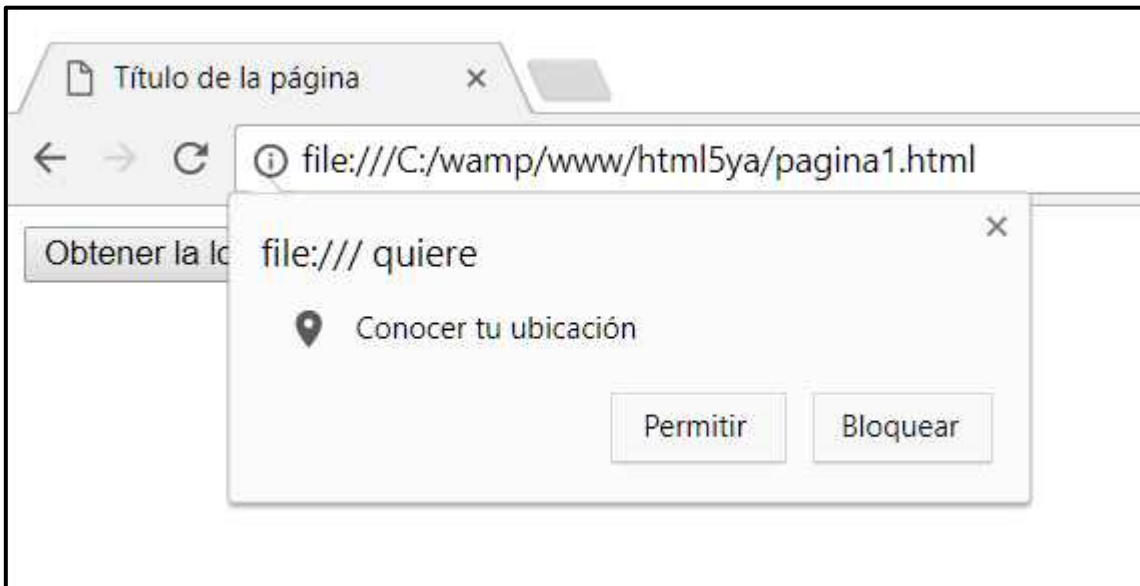 Título de la página
file:///C:/wamp/www/html5ya/pagina1.html
file:/// quiere
Obtener la lo
Conocer tu ubicación
Permitir Bloquear